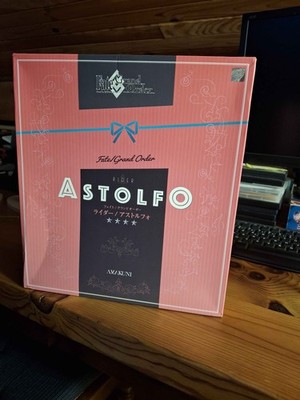 Fate/Grand Order
Fate/Grand Order
RIDER
ASTOLFO
ライダー/アストルフォ
★★★★
AMAKUNI